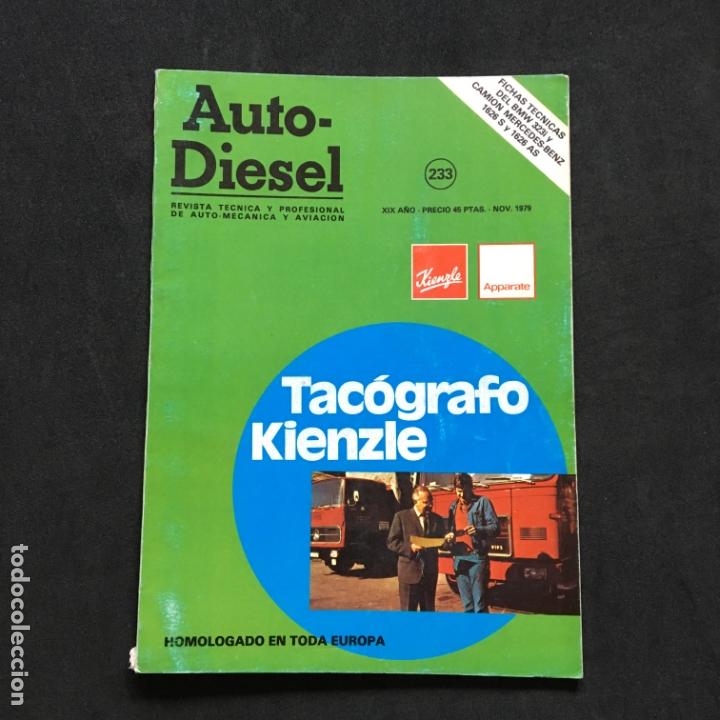 Auto-
Diesel
REVISTA TECNICA Y PROFESIONAL
DE AUTO-MECANICA Y AVIACION
FICHAS TECNICAS
DEL BMW 323i y
CAMION MERCEDES-BENZ
1626 S y 1626 AS
233
XIX AÑO - PRECIO 45 PTAS. - NOV. 1979
Kienzle
Apparate
Tacógrafo
Kienzle
HOMOLOGADO EN TODA EUROPA
todocoleccion